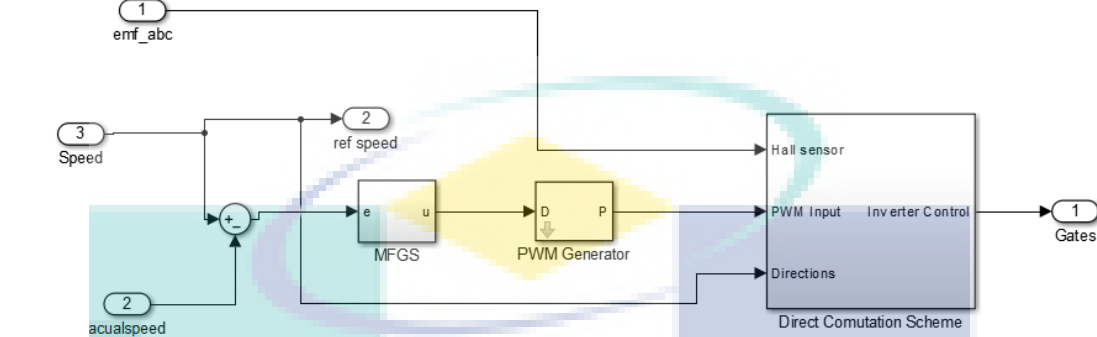 1
emf_abc
2
ref speed
3
Speed
Hall sensor
e
u
MFGS
D
P
PWM Generator
PWM Input
Inverter Control
1
Gates
+
−
Directions
2
acualspeed
Direct Comutation Scheme